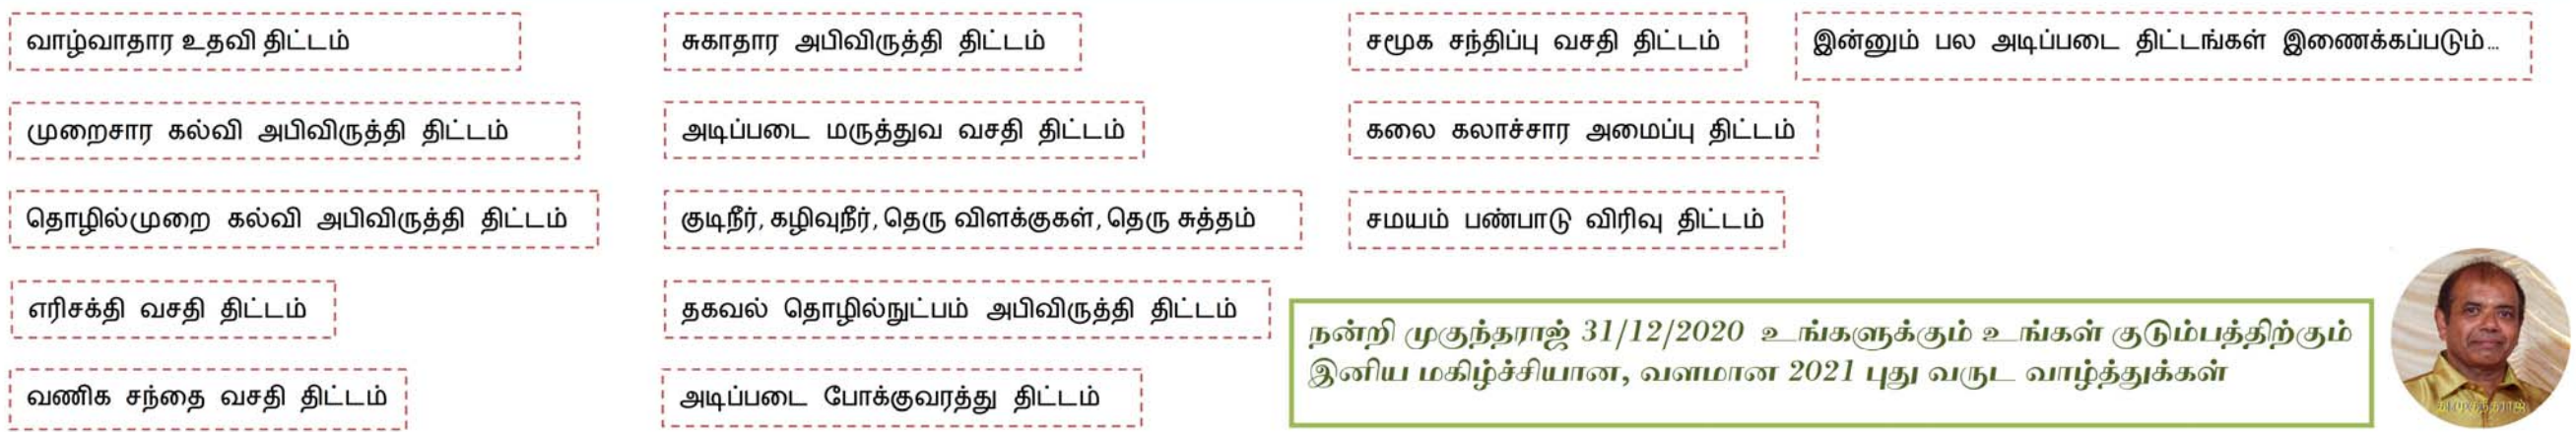 வாழ்வாதார உதவி திட்டம்
முறைசார கல்வி அபிவிருத்தி திட்டம்
தொழில்முறை கல்வி அபிவிருத்தி திட்டம்
எரிசக்தி வசதி திட்டம்
வணிக சந்தை வசதி திட்டம்
சுகாதார அபிவிருத்தி திட்டம்
அடிப்படை மருத்துவ வசதி திட்டம்
குடிநீர், கழிவுநீர், தெரு விளக்குகள், தெரு சுத்தம்
தகவல் தொழில்நுட்பம் அபிவிருத்தி திட்டம்
அடிப்படை போக்குவரத்து திட்டம்
சமூக சந்திப்பு வசதி திட்டம்
கலை கலாச்சார அமைப்பு திட்டம்
சமயம் பண்பாடு விரிவு திட்டம்
இன்னும் பல அடிப்படை திட்டங்கள் இணைக்கப்படும்...
நன்றி முகுந்தராஜ் 31/12/2020 உங்களுக்கும் உங்கள் குடும்பத்திற்கும்
இனிய மகிழ்ச்சியான, வளமான 2021 புது வருட வாழ்த்துக்கள்